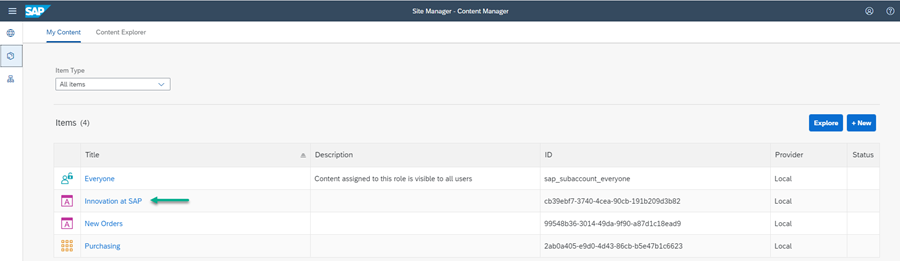 SAP Site Manager - Content Manager
My Content Content Explorer
Item Type
All items
Items (4) Explore + New
Title Description ID Provider Status
Everyone Content assigned to this role is visible to all users sap_subaccount_everyone Local
A Innovation at SAP cb39ebf7-3740-4cea-90cb-191b209d3b82 Local
A New Orders 99548b36-3014-49da-9f90-a87d1c18ead9 Local
Purchasing 2ab0a405-e9d0-4d43-86cb-b5e47b1c6623 Local